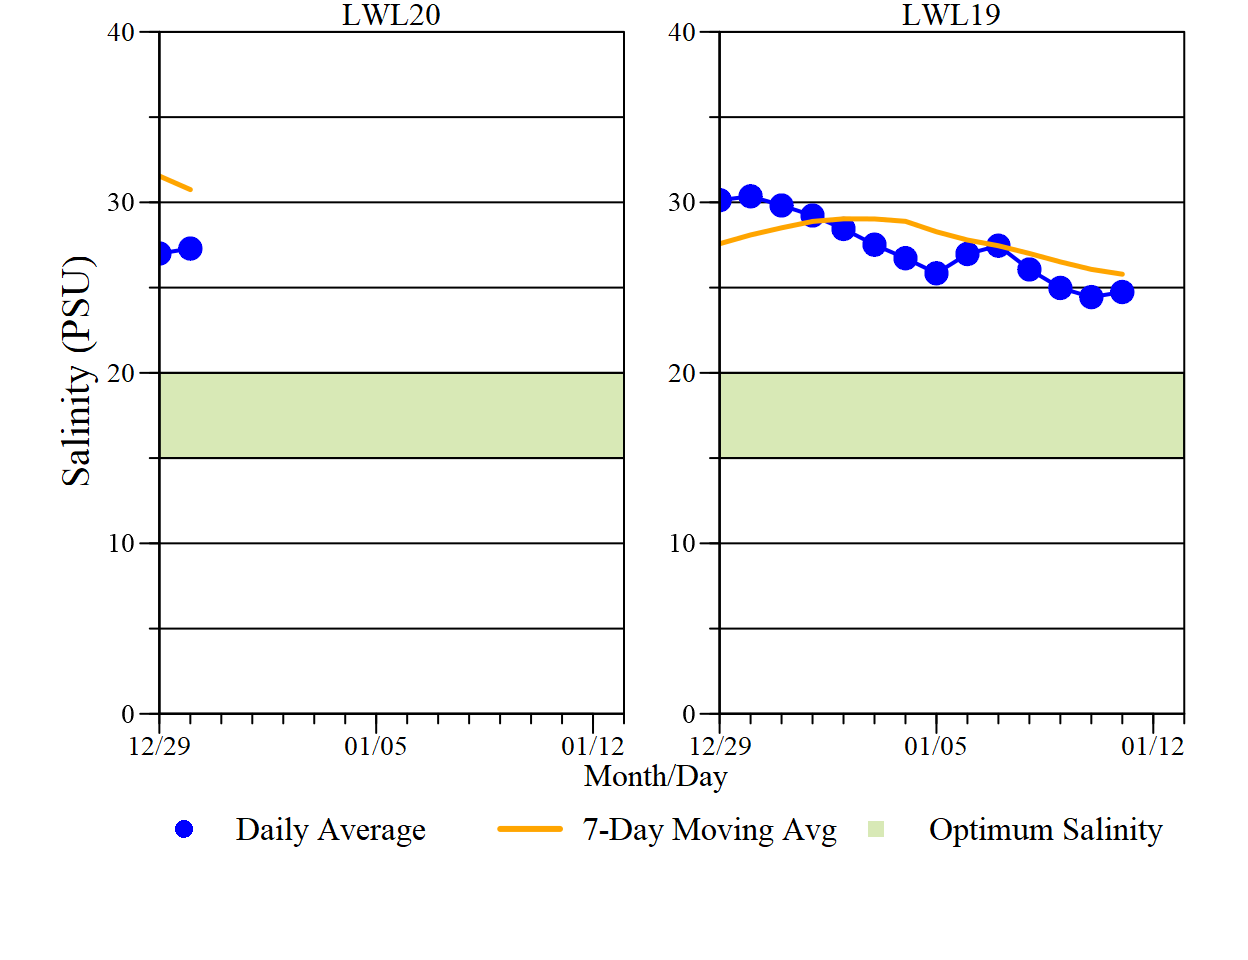 LWL20
LWL19
Salinity (PSU)
40
30
20
10
0
12/29
01/05
01/12
40
30
20
10
0
12/29
01/05
01/12
Month/Day
Daily Average
7-Day Moving Avg
Optimum Salinity